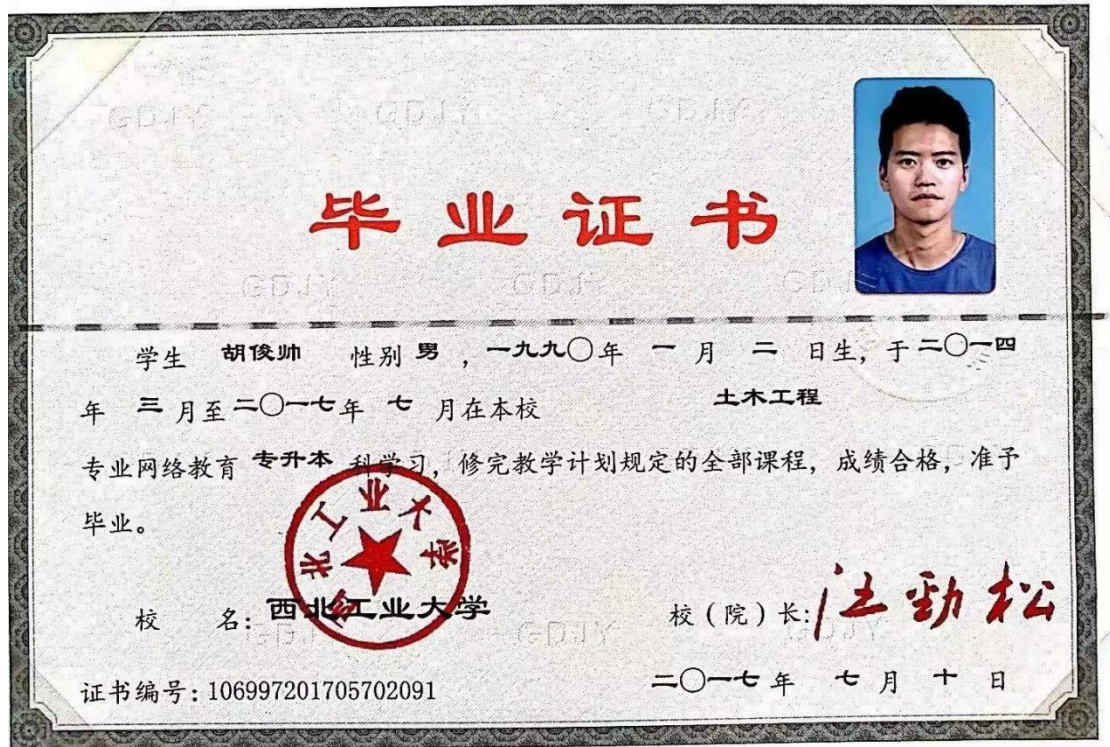 毕业证书
学生 胡俊帅 性别 男 ，一九九〇年 一 月 二 日生，于二〇一四
年 三 月至二〇一七年 七 月在本校 土木工程
专业网络教育 专升本 科学习，修完教学计划规定的全部课程，成绩合格，准予
毕业。
西北工业大学
校 名：西北工业大学 校（院）长：汪劲松
证书编号：106997201705702091 二〇一七年 七 月 十 日